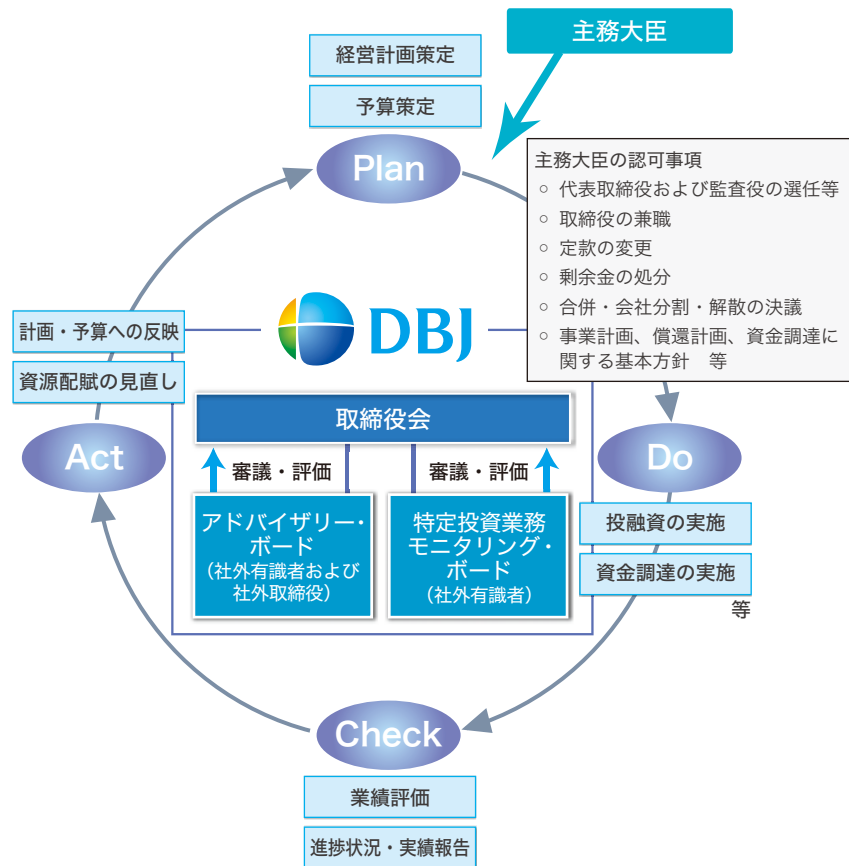 主務大臣
経営計画策定
予算策定
Plan
主務大臣の認可事項
○ 代表取締役および監査役の選任等
○ 取締役の兼職
○ 定款の変更
○ 剰余金の処分
○ 合併・会社分割・解散の決議
○ 事業計画、償還計画、資金調達に
関する基本方針　等
計画・予算への反映
資源配賦の見直し
Act
DBJ
取締役会
審議・評価
審議・評価
アドバイザリー・
ボード
（社外有識者および
社外取締役）
特定投資業務
モニタリング・
ボード
（社外有識者）
Do
投融資の実施
資金調達の実施
等
Check
業績評価
進捗状況・実績報告